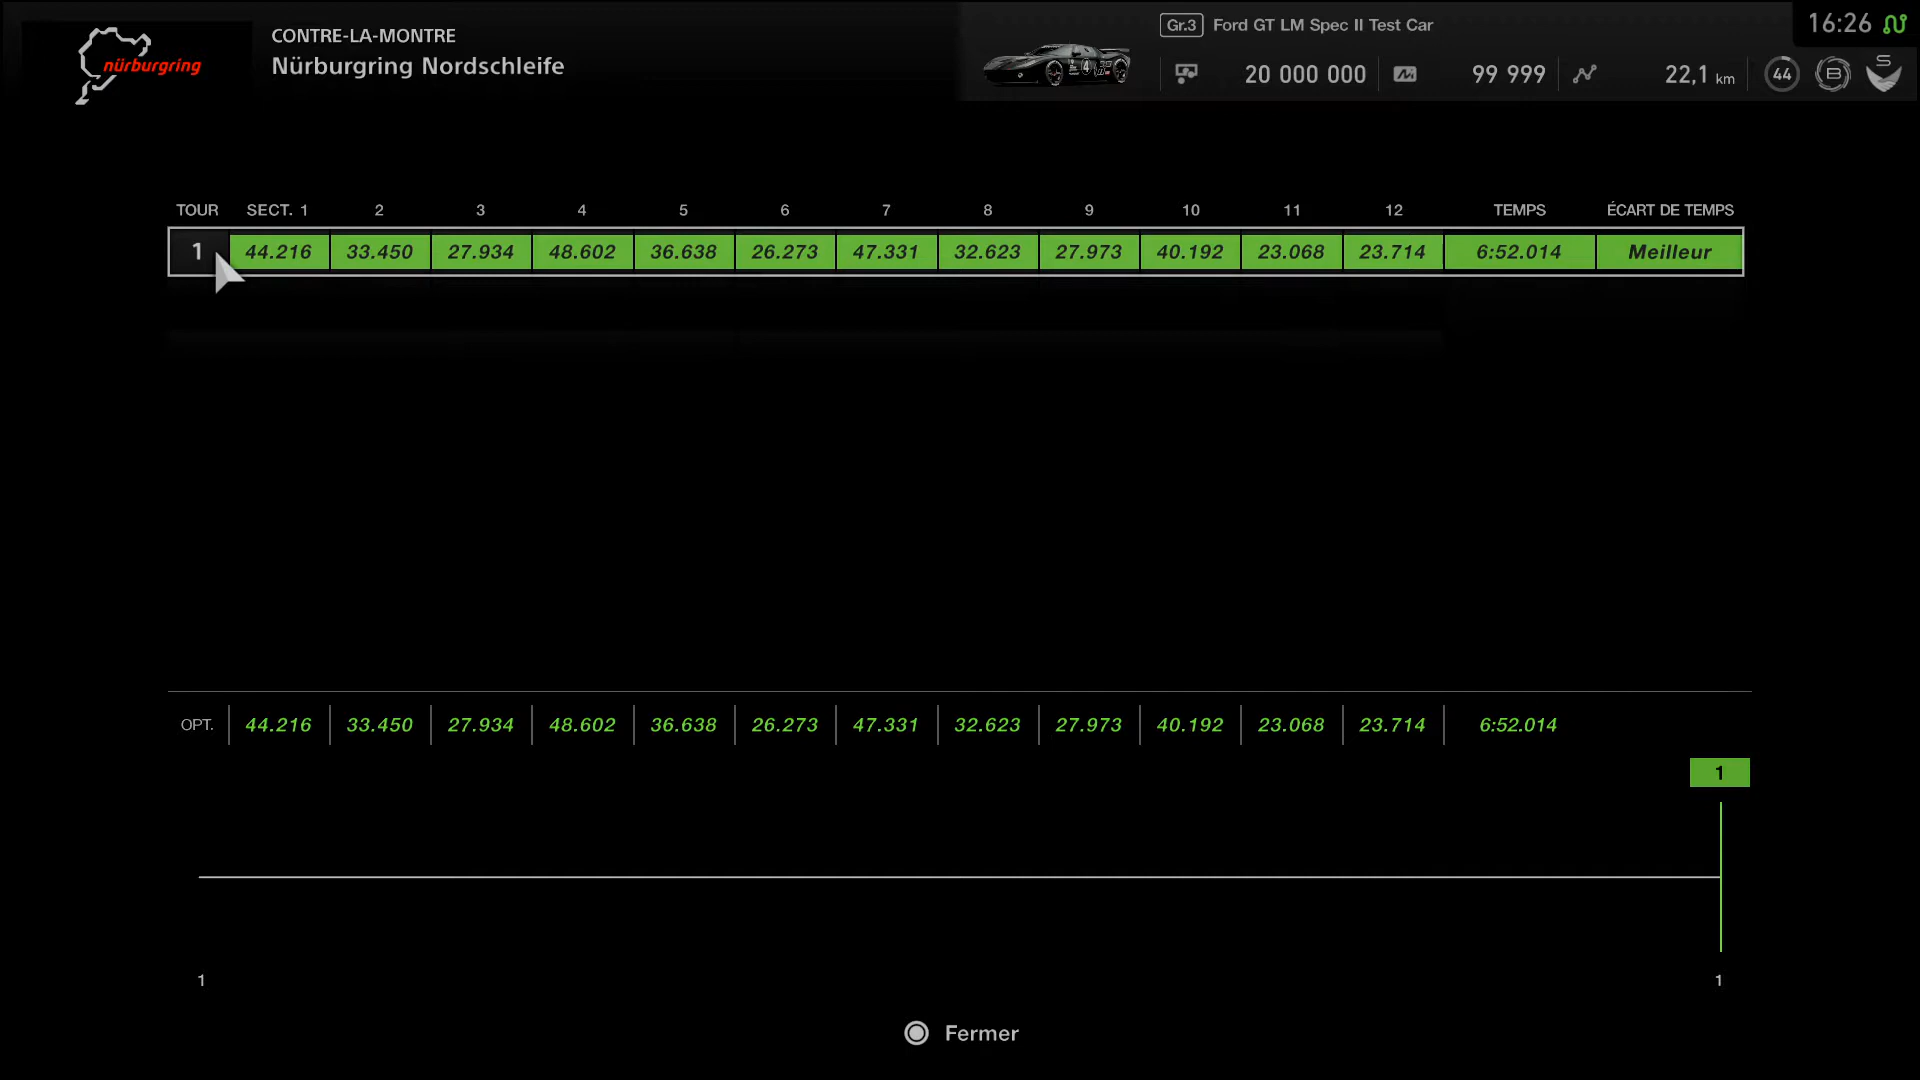 nürburgring
CONTRE-LA-MONTRE
Nürburgring Nordschleife
Gr.3 Ford GT LM Spec II Test Car
20 000 000 99 999 22,1 km 44 B S
16:26
TOUR SECT. 1 2 3 4 5 6 7 8 9 10 11 12 TEMPS ÉCART DE TEMPS
1 44.216 33.450 27.934 48.602 36.638 26.273 47.331 32.623 27.973 40.192 23.068 23.714 6:52.014 Meilleur
OPT. 44.216 33.450 27.934 48.602 36.638 26.273 47.331 32.623 27.973 40.192 23.068 23.714 6:52.014
1
1 1
Fermer